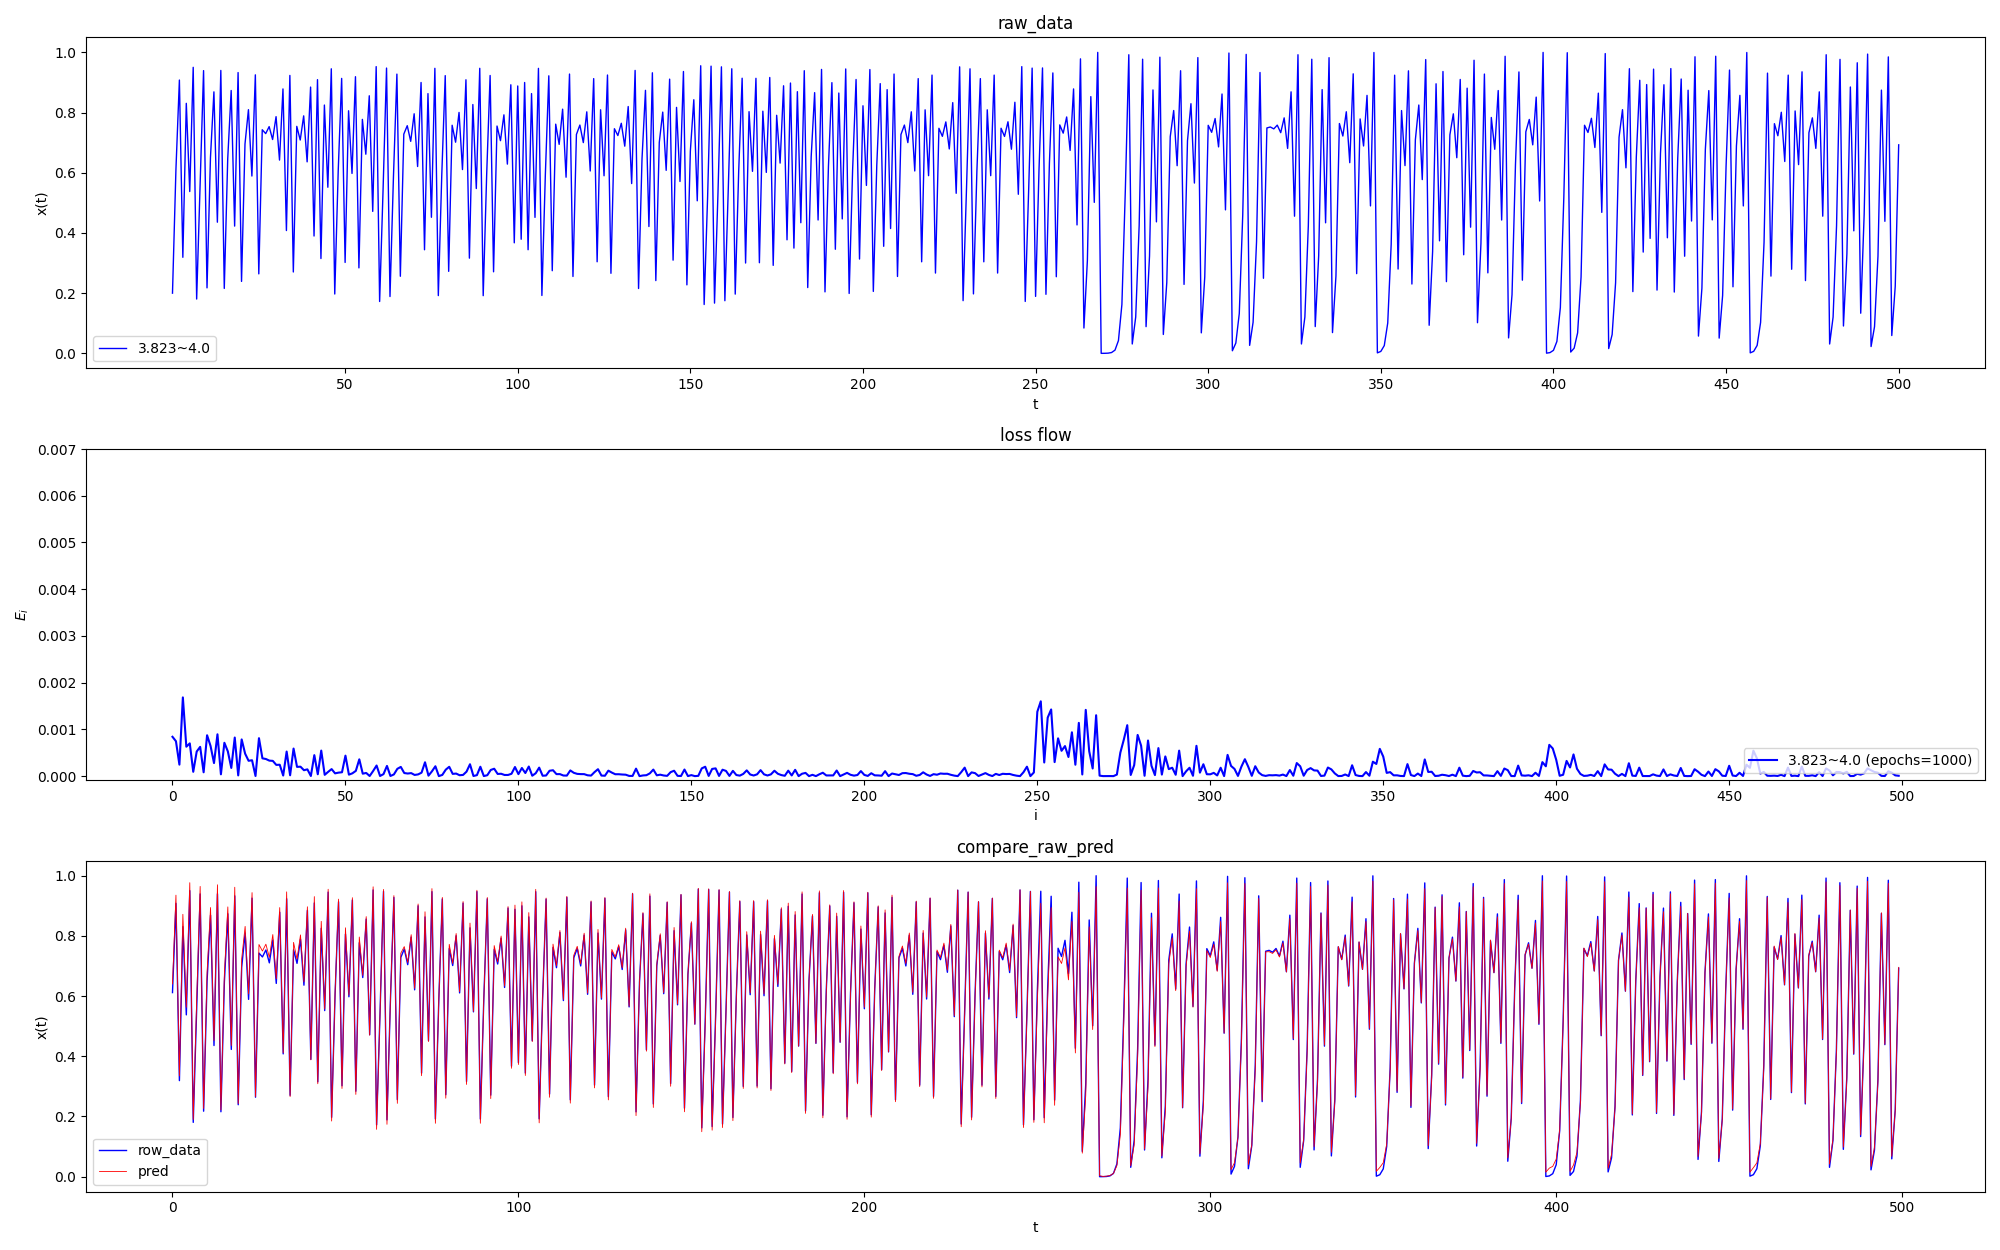 raw_data
1.0
0.8
0.6
0.4
0.2
0.0
x(t)
3.823~4.0
50 100 150 200 250 300 350 400 450 500
t
loss flow
0.007
0.006
0.005
0.004
0.003
0.002
0.001
0.000
E_i
3.823~4.0 (epochs=1000)
0 50 100 150 200 250 300 350 400 450 500
i
compare_raw_pred
1.0
0.8
0.6
0.4
0.2
0.0
x(t)
row_data
pred
0 100 200 300 400 500
t